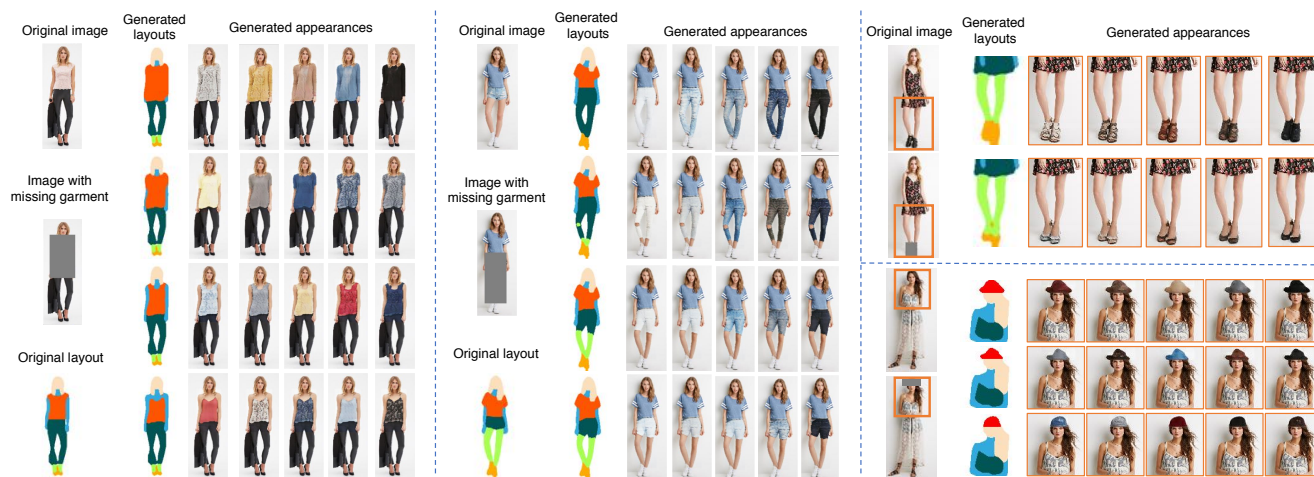 Original image
Generated
layouts
Generated appearances
Image with
missing garment
Original layout
Original image
Generated
layouts
Generated appearances
Image with
missing garment
Original layout
Original image
Generated
layouts
Generated appearances